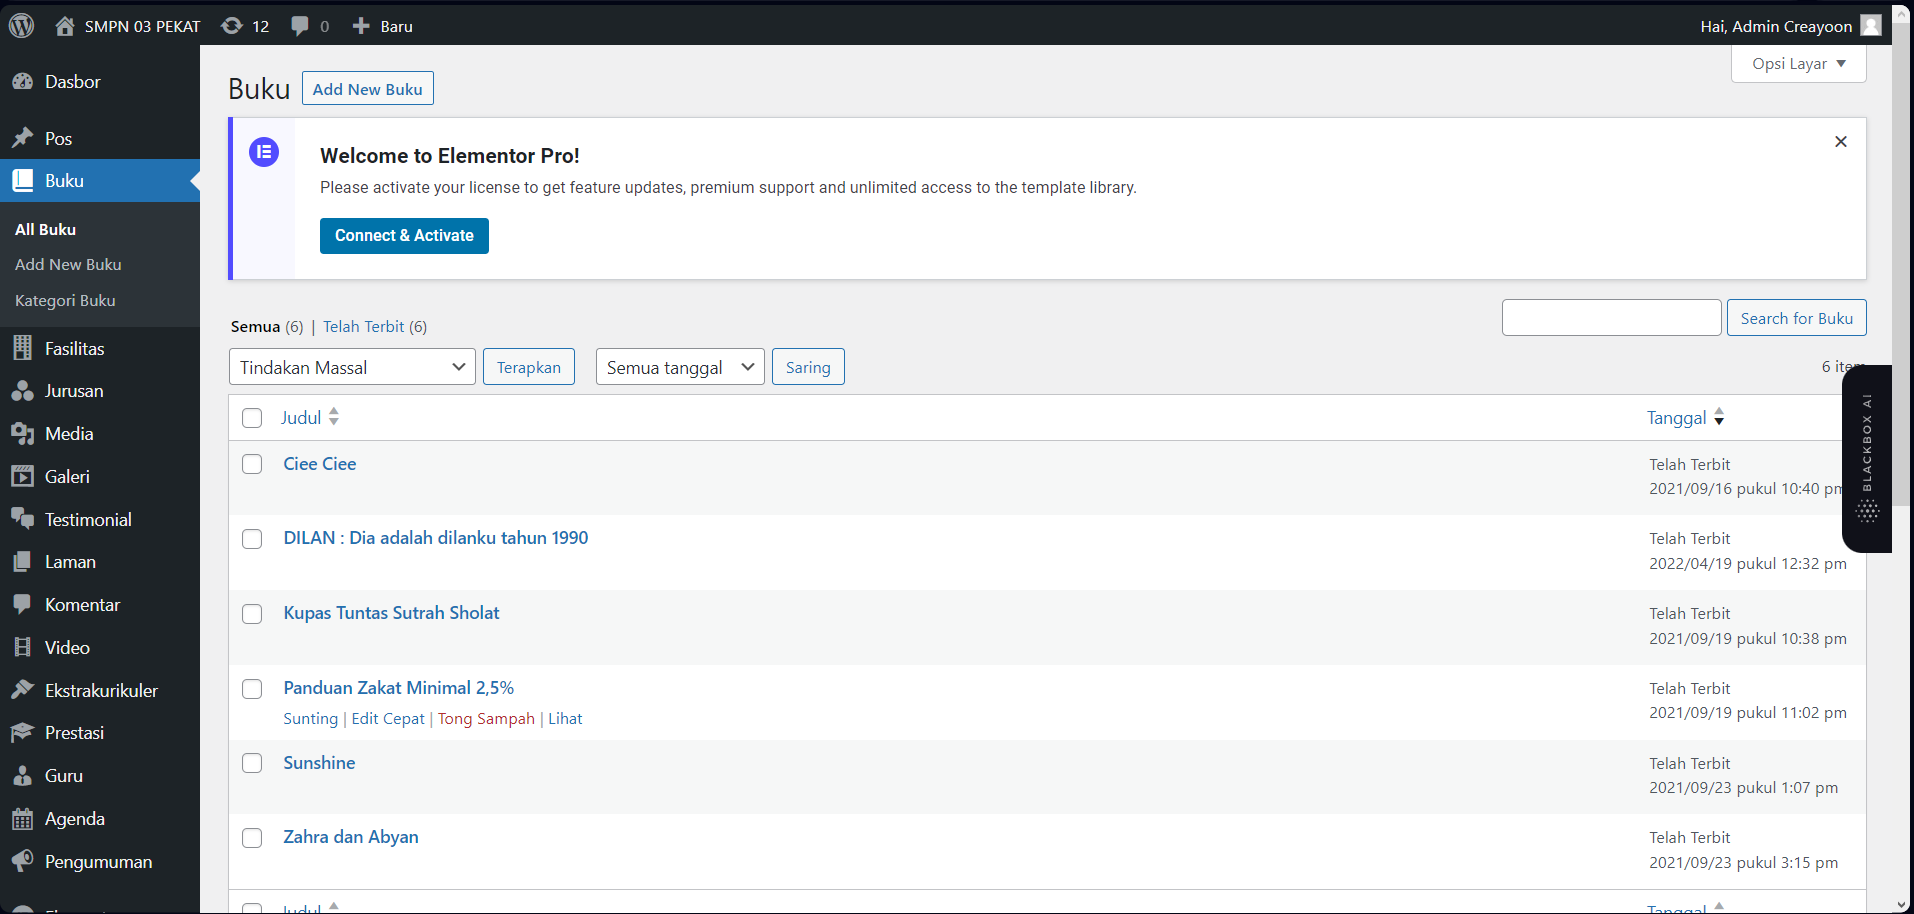 SMPN 03 PEKAT 12 0 Baru
Hai, Admin Creayoon
Dasbor
Pos
Buku
All Buku
Add New Buku
Kategori Buku
Fasilitas
Jurusan
Media
Galeri
Testimonial
Laman
Komentar
Video
Ekstrakurikuler
Prestasi
Guru
Agenda
Pengumuman
Opsi Layar
Buku Add New Buku
Welcome to Elementor Pro!
Please activate your license to get feature updates, premium support and unlimited access to the template library.
Connect & Activate
Semua (6) | Telah Terbit (6)
Search for Buku
Tindakan Massal Terapkan Semua tanggal Saring
6 item
Judul Tanggal
Ciee Ciee
Telah Terbit
2021/09/16 pukul 10:40 pm
DILAN : Dia adalah dilanku tahun 1990
Telah Terbit
2022/04/19 pukul 12:32 pm
Kupas Tuntas Sutrah Sholat
Telah Terbit
2021/09/19 pukul 10:38 pm
Panduan Zakat Minimal 2,5%
Sunting | Edit Cepat | Tong Sampah | Lihat
Telah Terbit
2021/09/19 pukul 11:02 pm
Sunshine
Telah Terbit
2021/09/23 pukul 1:07 pm
Zahra dan Abyan
Telah Terbit
2021/09/23 pukul 3:15 pm
Judul Tanggal
BLACKBOX AI